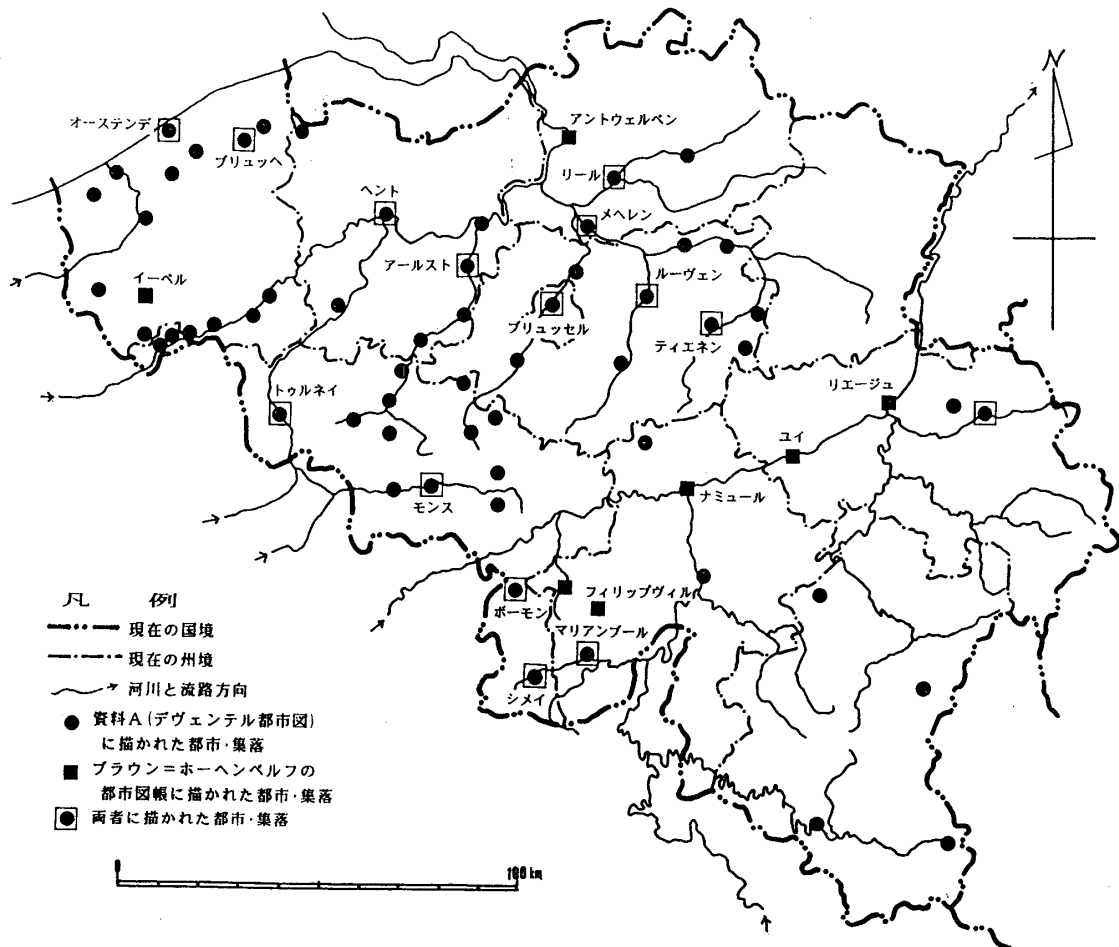 N
オーステンデ
ブリュッヘ
アントウェルペン
リール
ヘント
メヘレン
アールスト
ルーヴェン
イーペル
ブリュッセル
ティエネン
リエージュ
トゥルネイ
ユイ
ナミュール
モンス
フィリップヴィル
ボーモン
マリアンブール
シメイ
凡 例
現在の国境
現在の州境
河川と流路方向
資料A(デヴェンテル都市図)
に描かれた都市・集落
ブラウン=ホーヘンベルフの
都市図帳に描かれた都市・集落
両者に描かれた都市・集落
100km